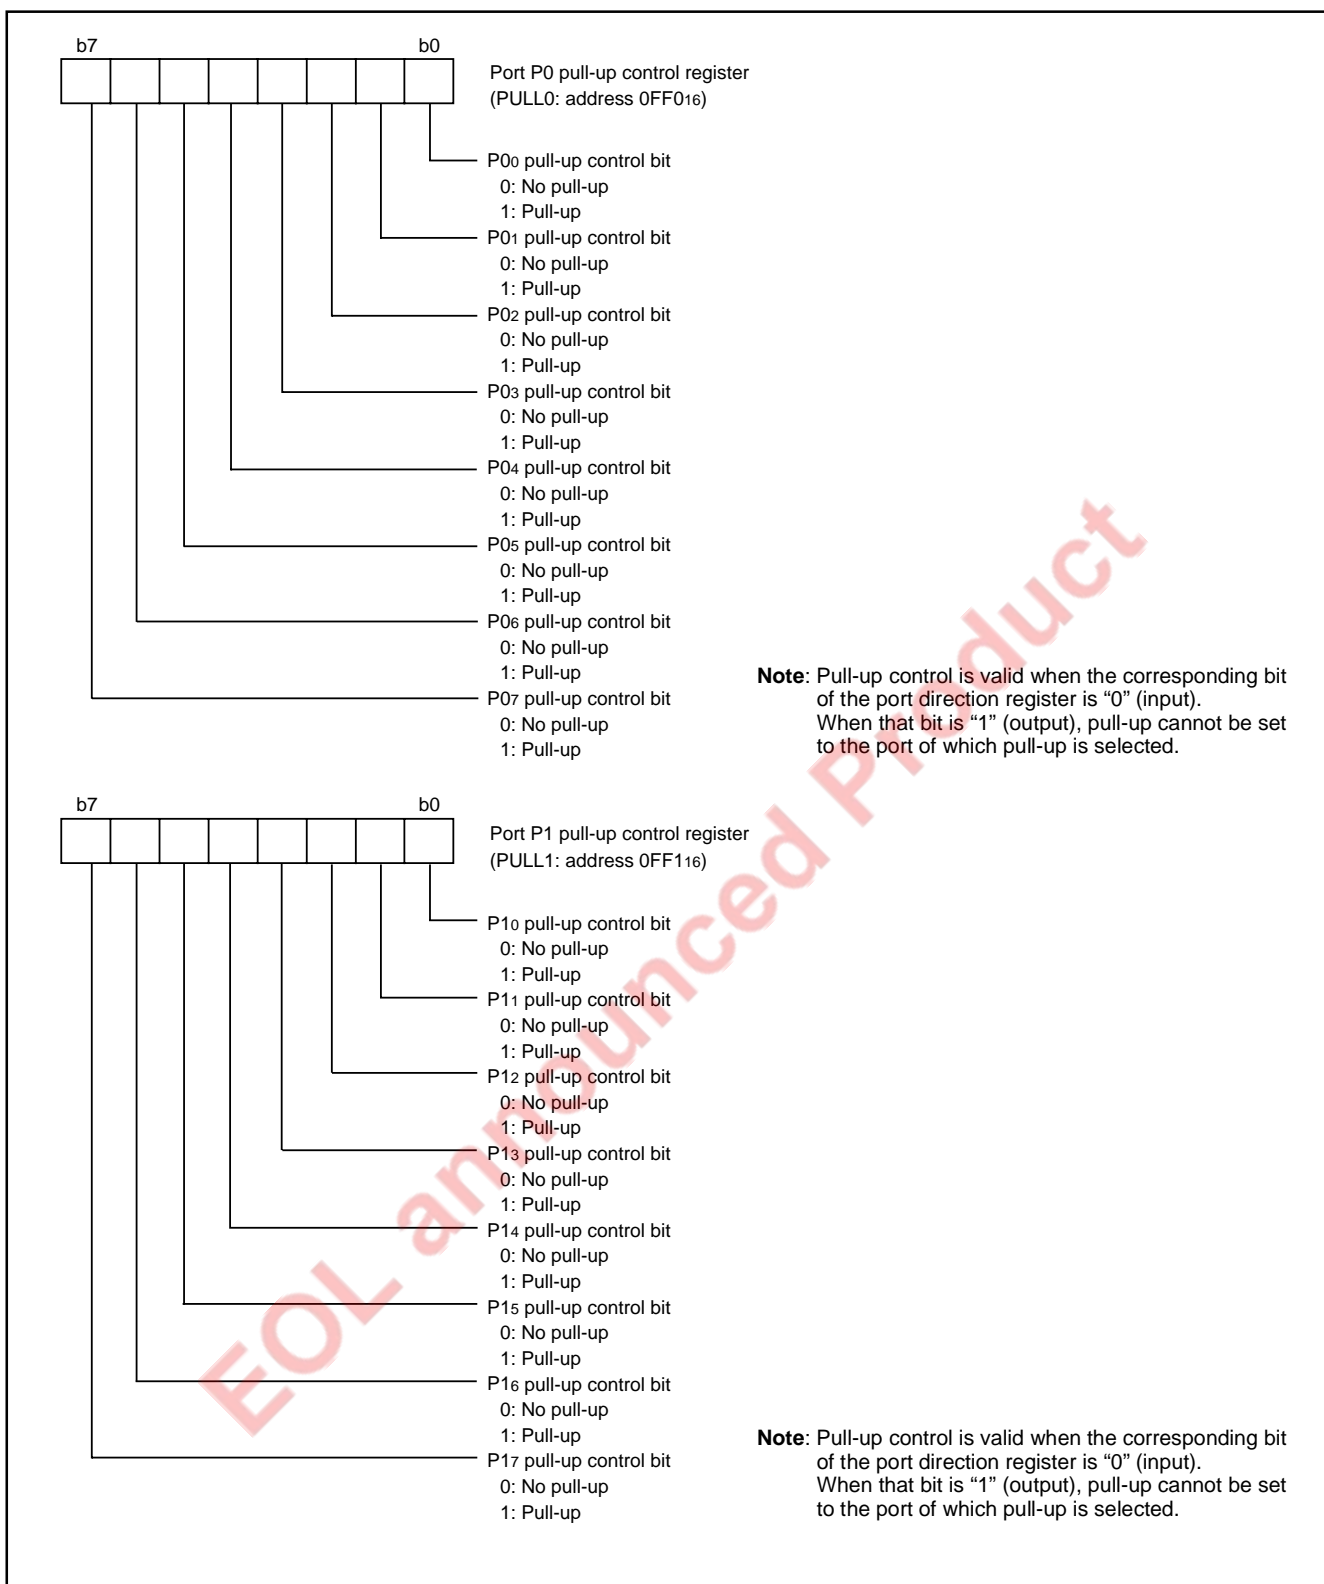 b7 b0
Port P0 pull-up control register
(PULL0: address 0FF016)
P00 pull-up control bit
0: No pull-up
1: Pull-up
P01 pull-up control bit
0: No pull-up
1: Pull-up
P02 pull-up control bit
0: No pull-up
1: Pull-up
P03 pull-up control bit
0: No pull-up
1: Pull-up
P04 pull-up control bit
0: No pull-up
1: Pull-up
P05 pull-up control bit
0: No pull-up
1: Pull-up
P06 pull-up control bit
0: No pull-up
1: Pull-up
P07 pull-up control bit
0: No pull-up
1: Pull-up
Note: Pull-up control is valid when the corresponding bit
of the port direction register is “0” (input).
When that bit is “1” (output), pull-up cannot be set
to the port of which pull-up is selected.
b7 b0
Port P1 pull-up control register
(PULL1: address 0FF116)
P10 pull-up control bit
0: No pull-up
1: Pull-up
P11 pull-up control bit
0: No pull-up
1: Pull-up
P12 pull-up control bit
0: No pull-up
1: Pull-up
P13 pull-up control bit
0: No pull-up
1: Pull-up
P14 pull-up control bit
0: No pull-up
1: Pull-up
P15 pull-up control bit
0: No pull-up
1: Pull-up
P16 pull-up control bit
0: No pull-up
1: Pull-up
P17 pull-up control bit
0: No pull-up
1: Pull-up
Note: Pull-up control is valid when the corresponding bit
of the port direction register is “0” (input).
When that bit is “1” (output), pull-up cannot be set
to the port of which pull-up is selected.
EOL announced Product